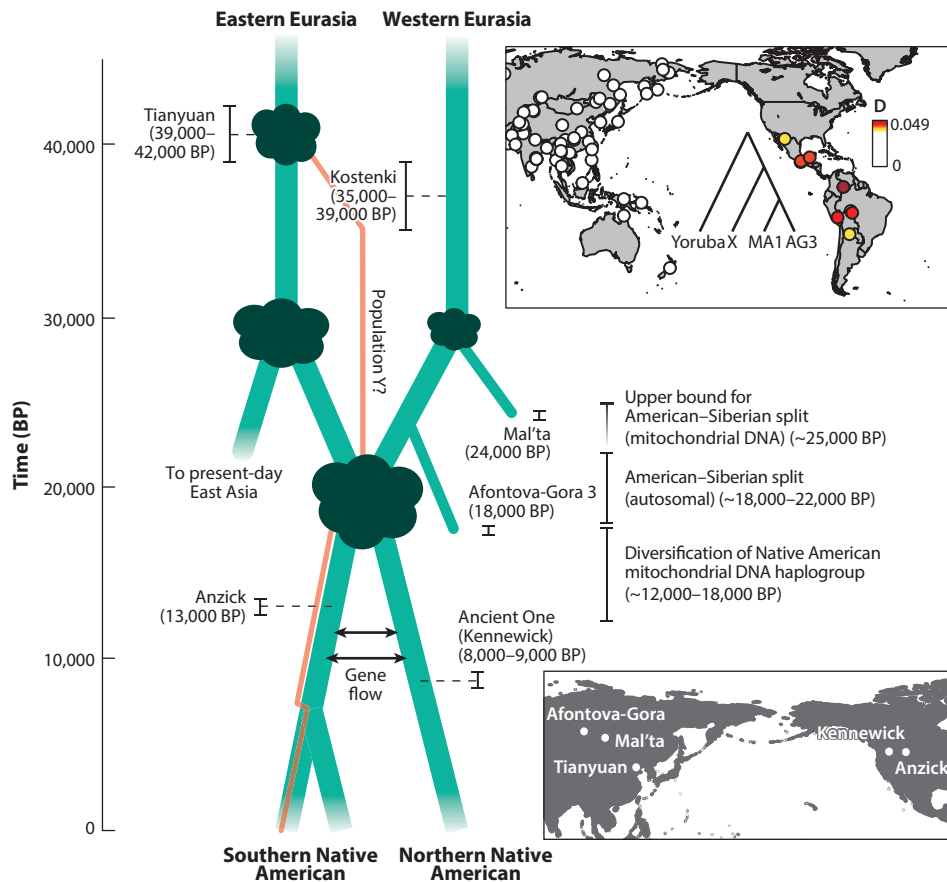 Eastern Eurasia
Western Eurasia
Time (BP)
40,000
30,000
20,000
10,000
0
Tianyuan
(39,000–
42,000 BP)
Kostenki
(35,000–
39,000 BP)
Population Y?
To present-day
East Asia
Mal'ta
(24,000 BP)
Afontova-Gora 3
(18,000 BP)
Anzick
(13,000 BP)
Gene
flow
Ancient One
(Kennewick)
(8,000–9,000 BP)
Southern Native
American
Northern Native
American
D
0.049
0
Yoruba X MA1 AG3
Upper bound for
American–Siberian split
(mitochondrial DNA) (~25,000 BP)
American–Siberian split
(autosomal) (~18,000–22,000 BP)
Diversification of Native American
mitochondrial DNA haplogroup
(~12,000–18,000 BP)
Afontova-Gora
Mal'ta
Tianyuan
Kennewick
Anzick